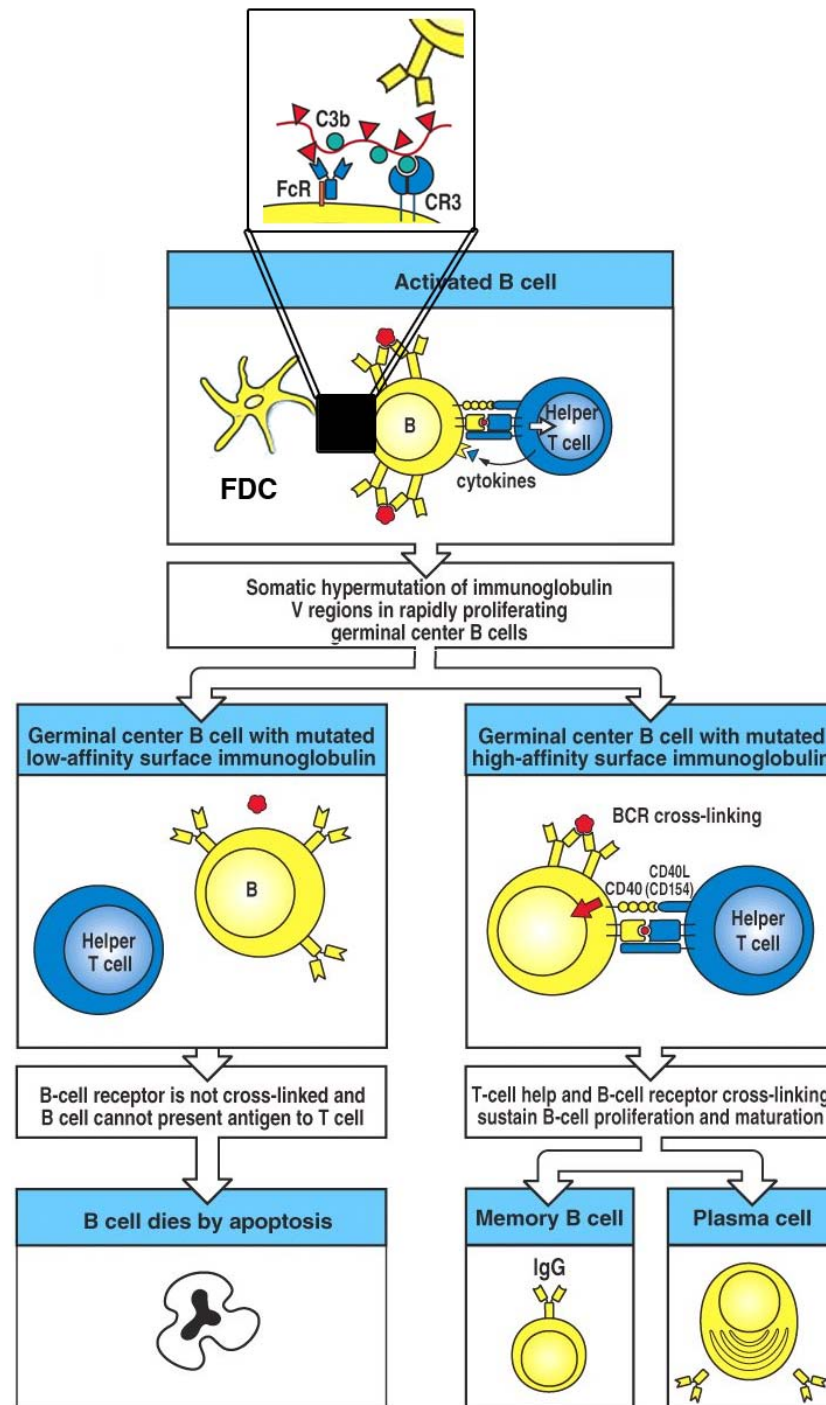 C3b
FcR
CR3
Activated B cell
B
Helper
T cell
cytokines
FDC
Somatic hypermutation of immunoglobulin
V regions in rapidly proliferating
germinal center B cells
Germinal center B cell with mutated
low-affinity surface immunoglobulin
B
Helper
T cell
Germinal center B cell with mutated
high-affinity surface immunoglobulin
BCR cross-linking
CD40L
CD40 (CD154)
Helper
T cell
B-cell receptor is not cross-linked and
B cell cannot present antigen to T cell
T-cell help and B-cell receptor cross-linking
sustain B-cell proliferation and maturation
B cell dies by apoptosis
Memory B cell
IgG
Plasma cell